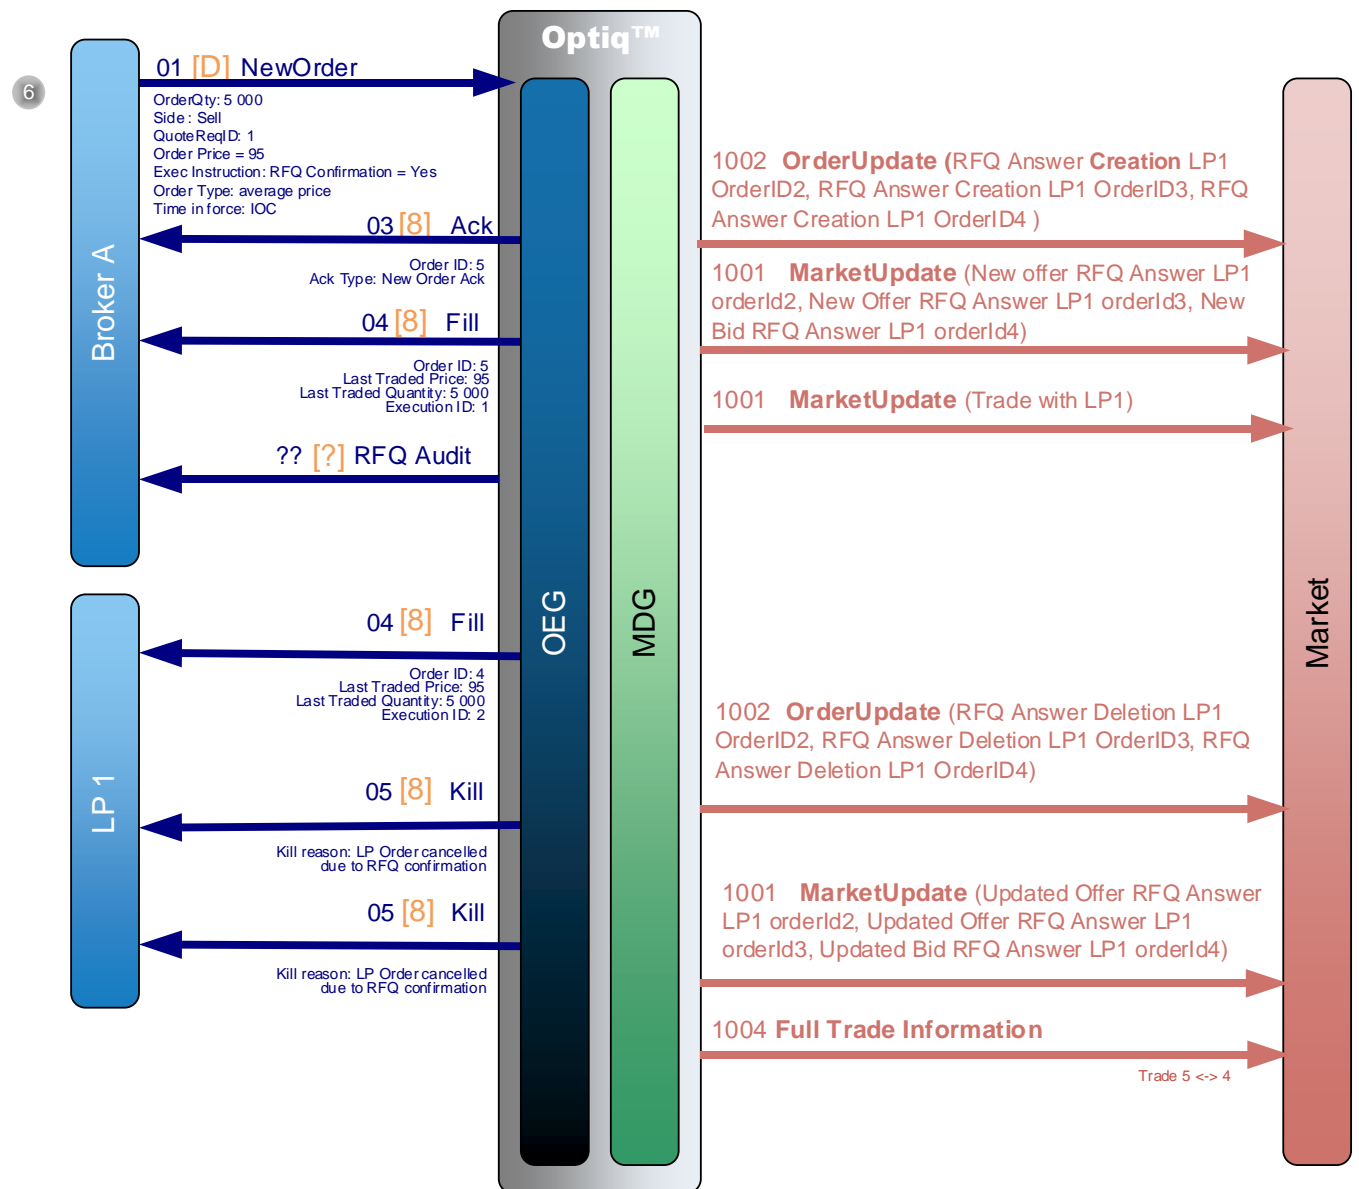 Optiq™
6
01 [D] NewOrder
OrderQty: 5 000
Side : Sell
QuoteReqID: 1
Order Price = 95
Exec Instruction: RFQ Confirmation = Yes
Order Type: average price
Time in force: IOC
03 [8] Ack
Order ID: 5
Ack Type: New Order Ack
04 [8] Fill
Order ID: 5
Last Traded Price: 95
Last Traded Quantity: 5 000
Execution ID: 1
?? [?] RFQ Audit
Broker A
04 [8] Fill
Order ID: 4
Last Traded Price: 95
Last Traded Quantity: 5 000
Execution ID: 2
05 [8] Kill
Kill reason: LP Order cancelled
due to RFQ confirmation
05 [8] Kill
Kill reason: LP Order cancelled
due to RFQ confirmation
LP 1
OEG
MDG
1002 OrderUpdate (RFQ Answer Creation LP1
OrderID2, RFQ Answer Creation LP1 OrderID3, RFQ
Answer Creation LP1 OrderID4 )
1001 MarketUpdate (New offer RFQ Answer LP1
orderId2, New Offer RFQ Answer LP1 orderId3, New
Bid RFQ Answer LP1 orderId4)
1001 MarketUpdate (Trade with LP1)
1002 OrderUpdate (RFQ Answer Deletion LP1
OrderID2, RFQ Answer Deletion LP1 OrderID3, RFQ
Answer Deletion LP1 OrderID4)
1001 MarketUpdate (Updated Offer RFQ Answer
LP1 orderId2, Updated Offer RFQ Answer LP1
orderId3, Updated Bid RFQ Answer LP1 orderId4)
1004 Full Trade Information
Trade 5 <-> 4
Market